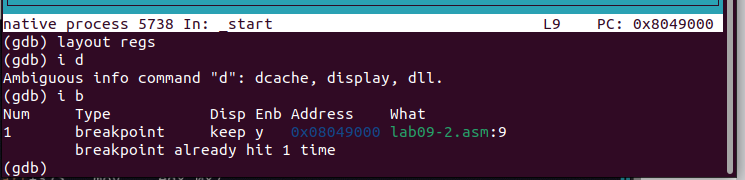 native process 5738 In: _start L9 PC: 0x8049000
(gdb) layout regs
(gdb) i d
Ambiguous info command "d": dcache, display, dll.
(gdb) i b
Num Type Disp Enb Address What
1 breakpoint keep y 0x08049000 lab09-2.asm:9
breakpoint already hit 1 time
(gdb)